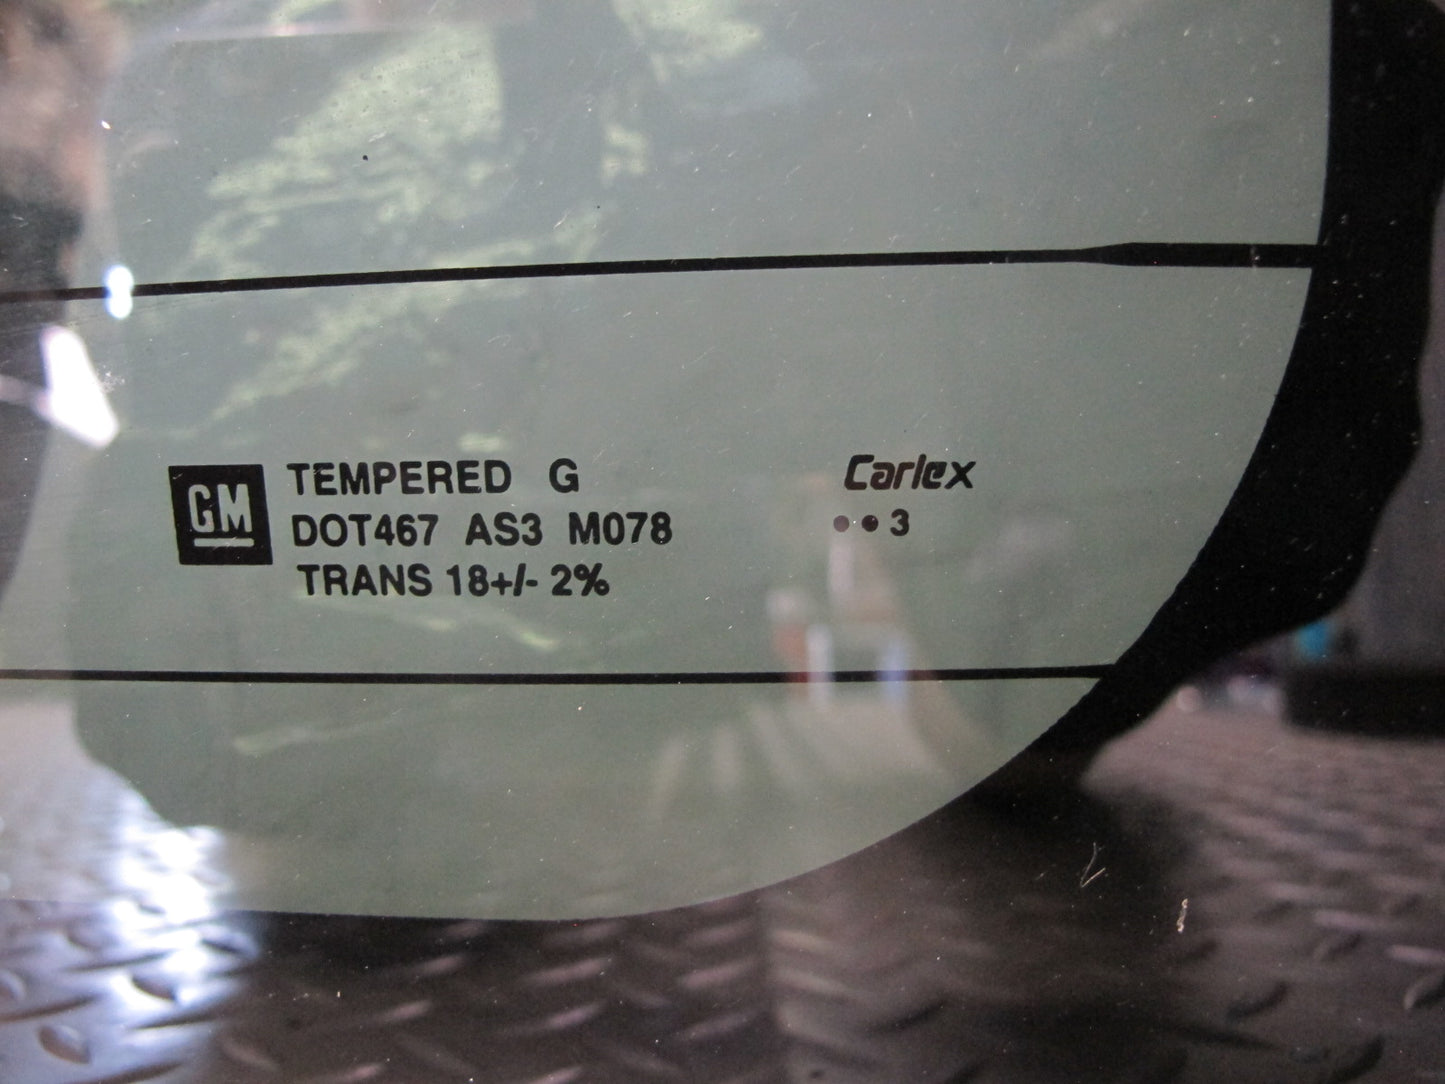 GM
TEMPERED G
DOT467 AS3 M078
TRANS 18+/- 2%
Carlex
●●3